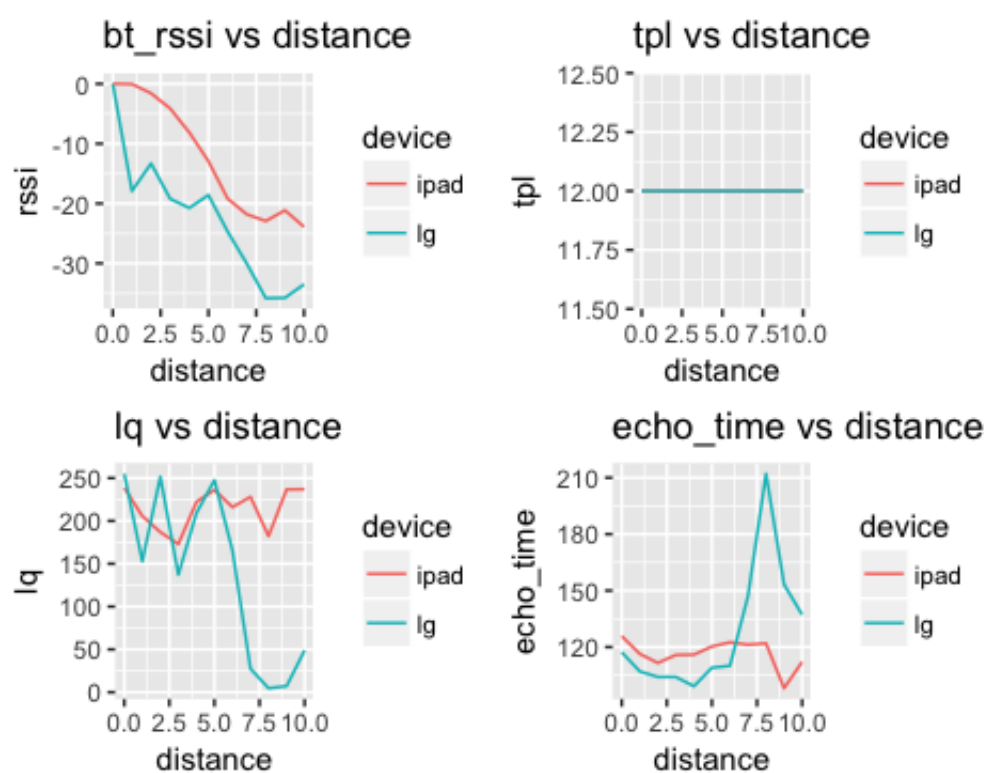 bt_rssi vs distance
rssi
0
-10
-20
-30
0.0 2.5 5.0 7.5 10.0
distance
device
ipad
lg
tpl vs distance
tpl
12.50
12.25
12.00
11.75
11.50
0.0 2.5 5.0 7.5 10.0
distance
device
ipad
lg
lq vs distance
lq
250
200
150
100
50
0
0.0 2.5 5.0 7.5 10.0
distance
device
ipad
lg
echo_time vs distance
echo_time
210
180
150
120
0.0 2.5 5.0 7.5 10.0
distance
device
ipad
lg